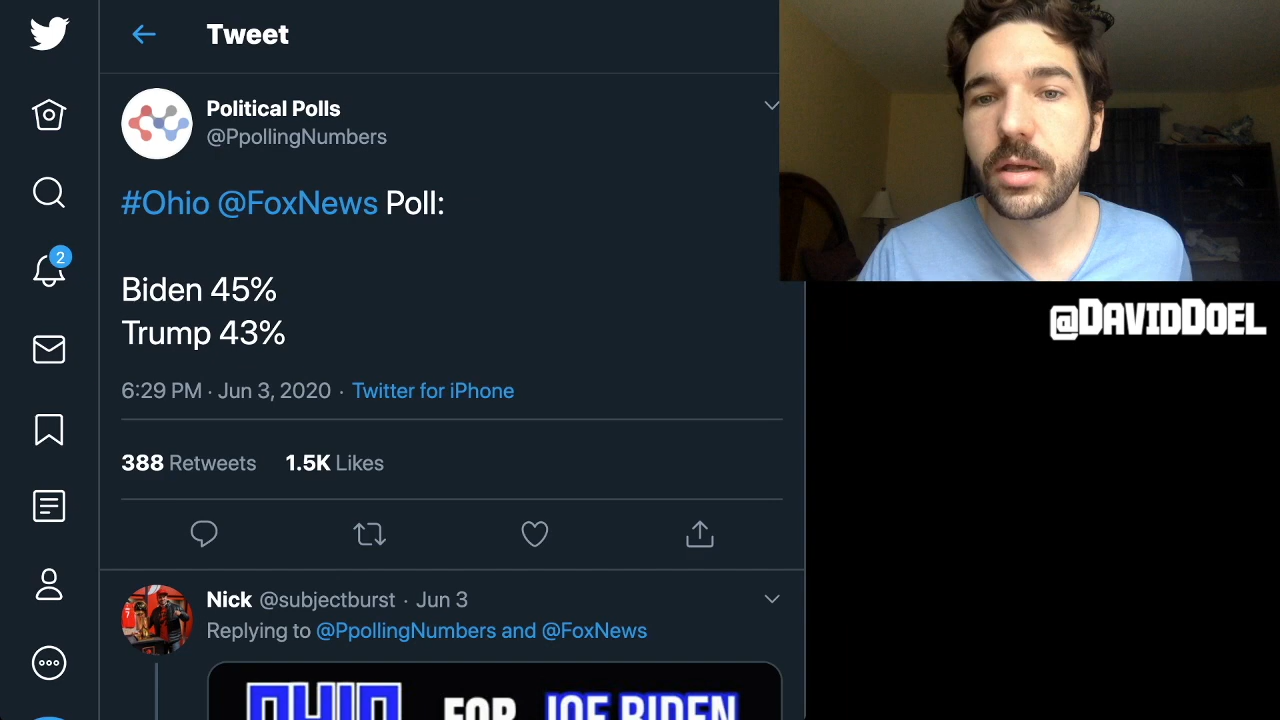 Tweet
Political Polls
@PpollingNumbers
#Ohio @FoxNews Poll:
Biden 45%
Trump 43%
6:29 PM · Jun 3, 2020 · Twitter for iPhone
388 Retweets 1.5K Likes
2
Nick @subjectburst · Jun 3
Replying to @PpollingNumbers and @FoxNews
OHIO FOR JOE BIDEN
@DAVIDDOEL